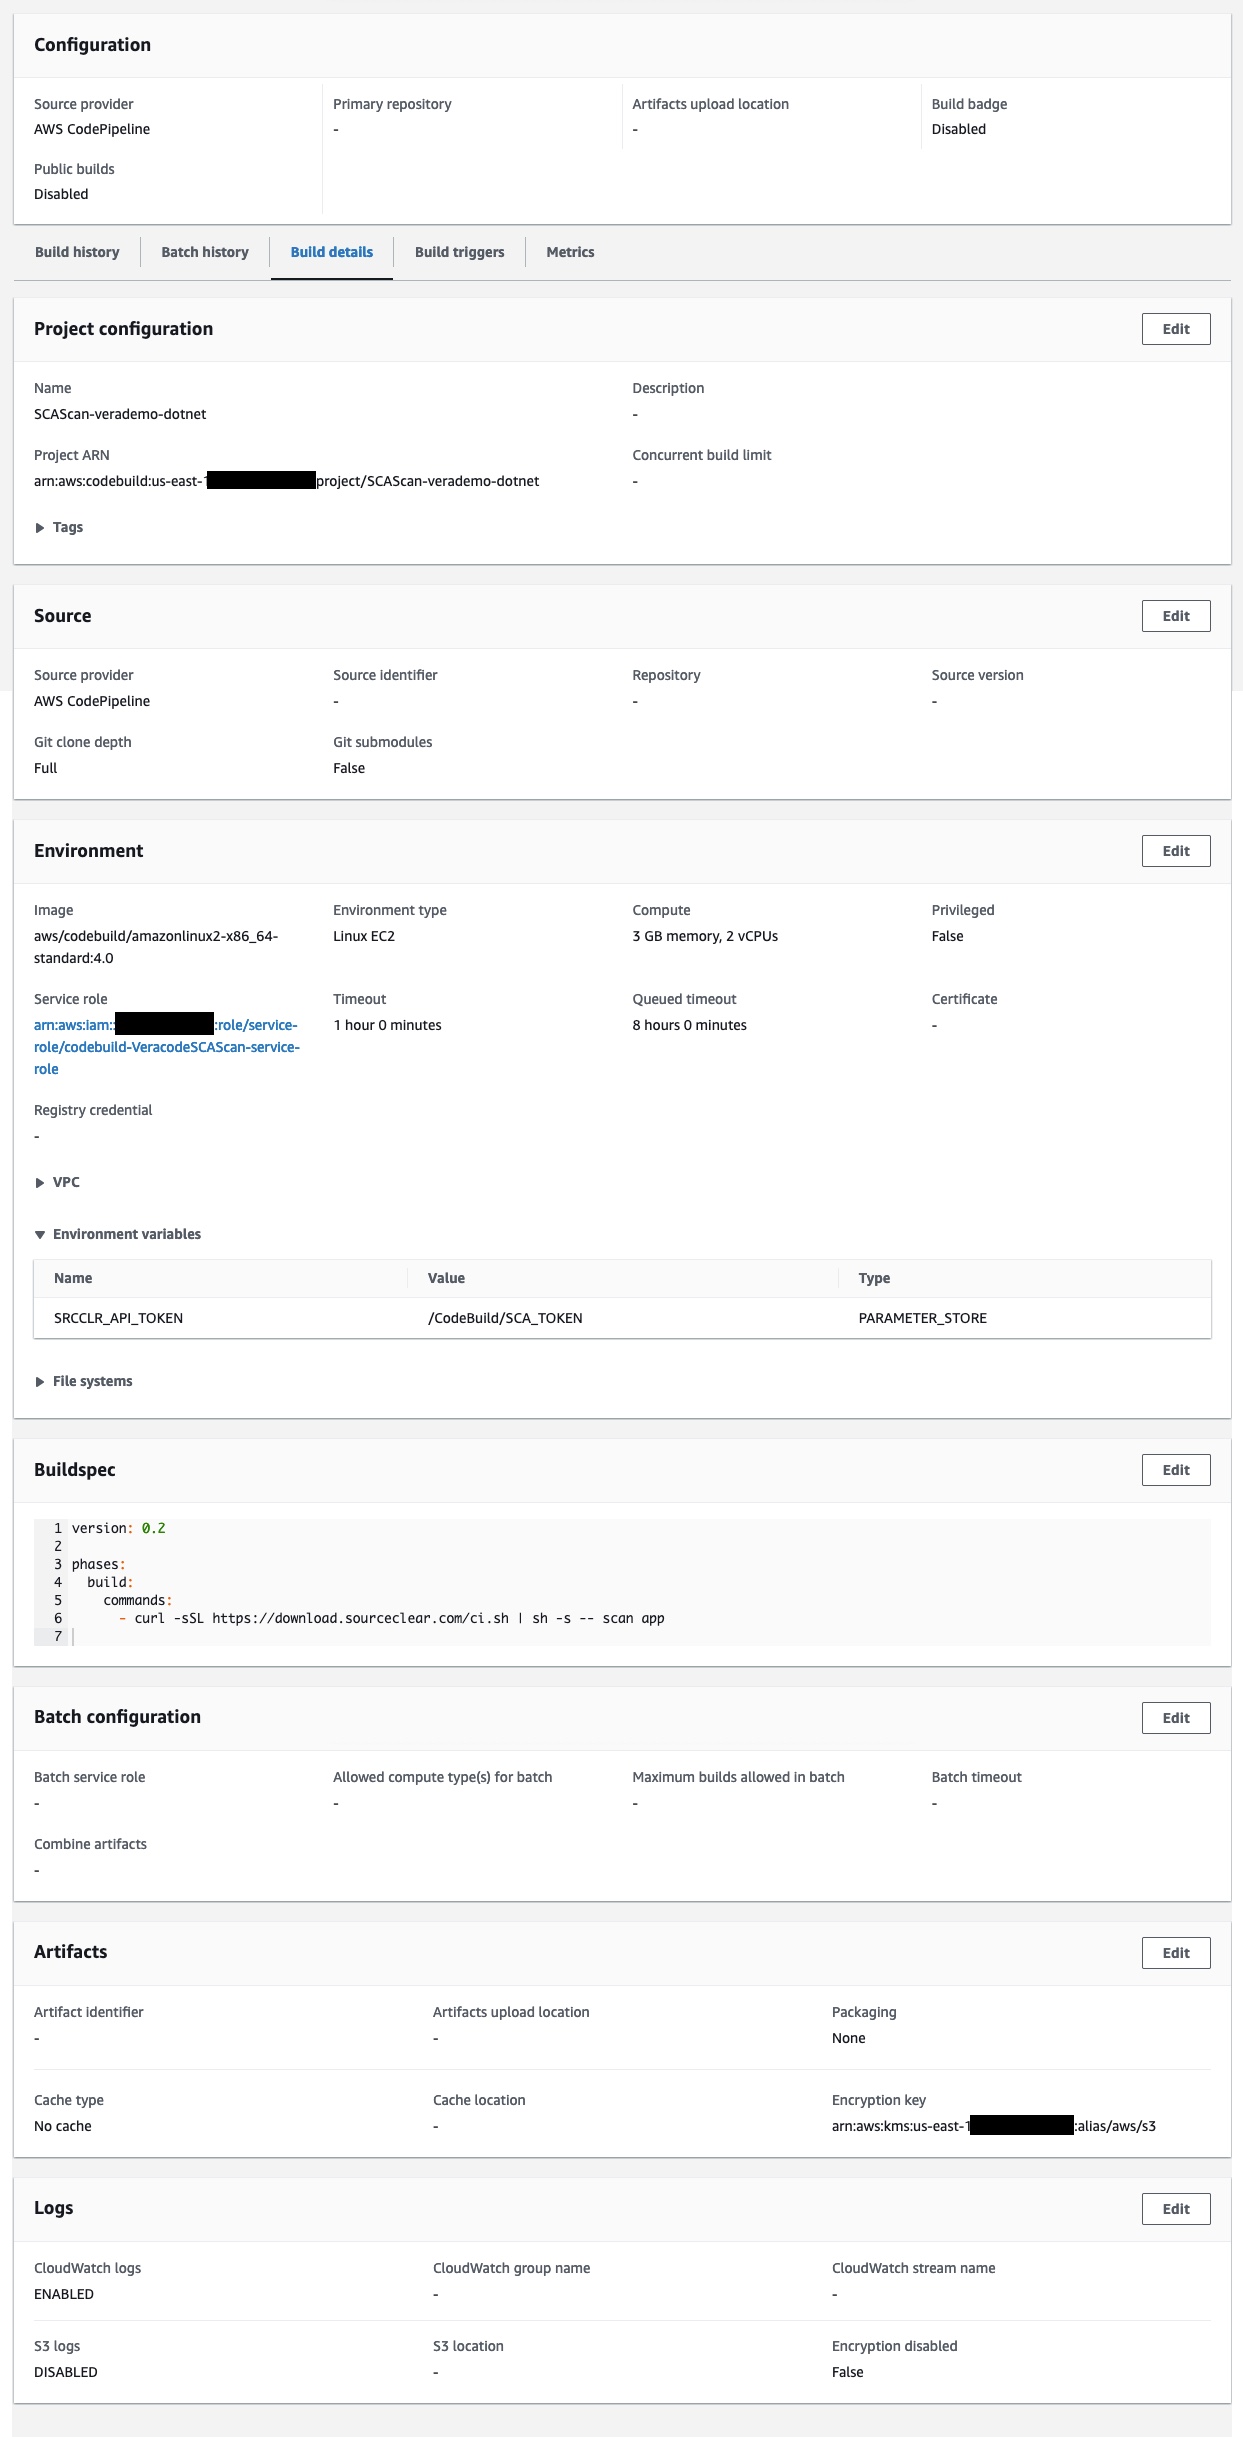 Configuration
Source provider
AWS CodePipeline
Primary repository
-
Artifacts upload location
-
Build badge
Disabled
Public builds
Disabled
Build history
Batch history
Build details
Build triggers
Metrics
Project configuration
Edit
Name
SCAScan-verademo-dotnet
Description
-
Project ARN
arn:aws:codebuild:us-east-1 project/SCAScan-verademo-dotnet
Concurrent build limit
-
Tags
Source
Edit
Source provider
AWS CodePipeline
Source identifier
-
Repository
-
Source version
-
Git clone depth
Full
Git submodules
False
Environment
Edit
Image
aws/codebuild/amazonlinux2-x86_64-
standard:4.0
Environment type
Linux EC2
Compute
3 GB memory, 2 vCPUs
Privileged
False
Service role
arn:aws:iam:: :role/service-
role/codebuild-VeracodeSCAScan-service-
role
Timeout
1 hour 0 minutes
Queued timeout
8 hours 0 minutes
Certificate
-
Registry credential
-
VPC
Environment variables
Name Value Type
SRCCLR_API_TOKEN /CodeBuild/SCA_TOKEN PARAMETER_STORE
File systems
Buildspec
Edit
1 version: 0.2
2
3 phases:
4   build:
5     commands:
6       - curl -sSL https://download.sourceclear.com/ci.sh | sh -s -- scan app
7
Batch configuration
Edit
Batch service role
-
Allowed compute type(s) for batch
-
Maximum builds allowed in batch
-
Batch timeout
-
Combine artifacts
-
Artifacts
Edit
Artifact identifier
-
Artifacts upload location
-
Packaging
None
Cache type
No cache
Cache location
-
Encryption key
arn:aws:kms:us-east-1 :alias/aws/s3
Logs
Edit
CloudWatch logs
ENABLED
CloudWatch group name
-
CloudWatch stream name
-
S3 logs
DISABLED
S3 location
-
Encryption disabled
False